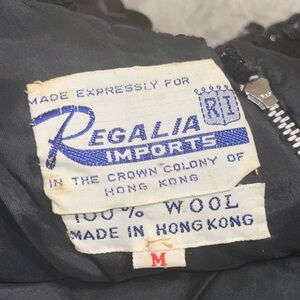 MADE EXPRESSLY FOR
RI
REGALIA
IMPORTS
IN THE CROWN COLONY OF
HONG KONG
100% WOOL
MADE IN HONG KONG
M